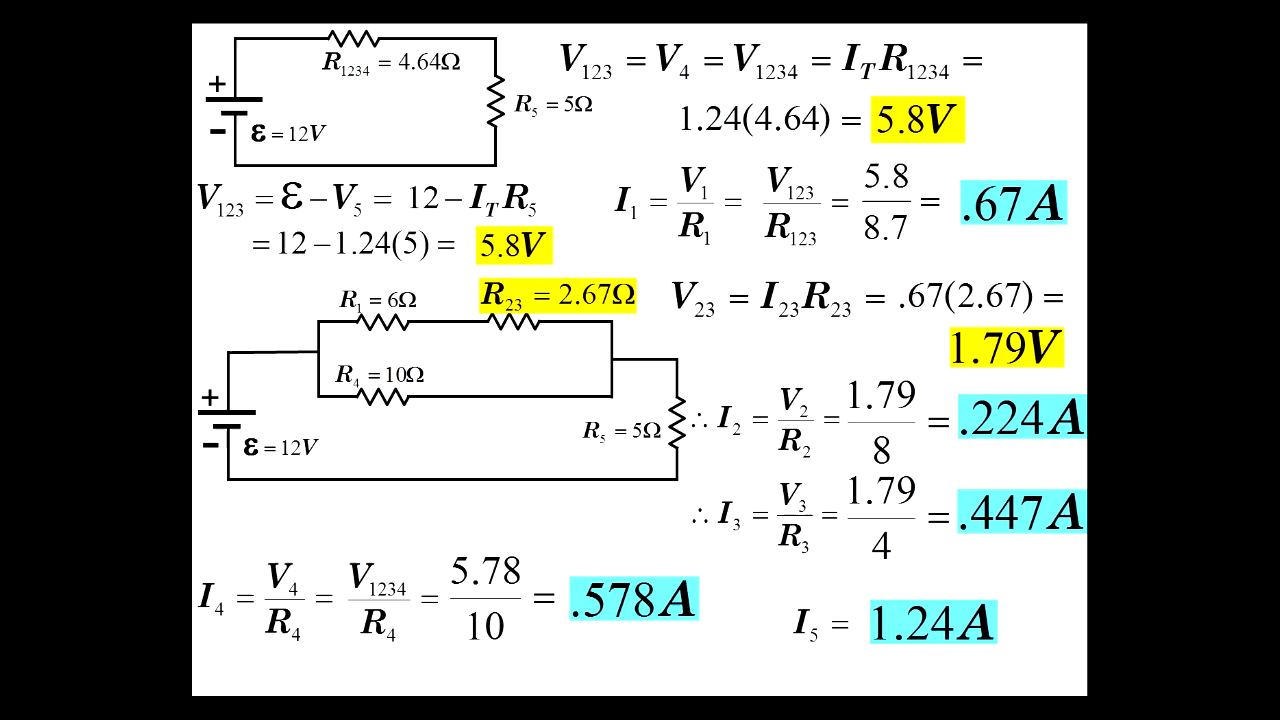 R₁₂₃₄ = 4.64Ω
R₅ = 5Ω
+
-
ε = 12V
V₁₂₃ = V₄ = V₁₂₃₄ = I_T R₁₂₃₄ =
1.24(4.64) = 5.8V
V₁₂₃ = ε – V₅ = 12 – I_T R₅
= 12 – 1.24(5) = 5.8V
I₁ = V₁/R₁ = V₁₂₃/R₁₂₃ = 5.8/8.7 = .67A
R₁ = 6Ω
R₂₃ = 2.67Ω
R₄ = 10Ω
+
-
ε = 12V
R₅ = 5Ω
V₂₃ = I₂₃R₂₃ = .67(2.67) =
1.79V
∴ I₂ = V₂/R₂ = 1.79/8 = .224A
∴ I₃ = V₃/R₃ = 1.79/4 = .447A
I₄ = V₄/R₄ = V₁₂₃₄/R₄ = 5.78/10 = .578A
I₅ = 1.24A